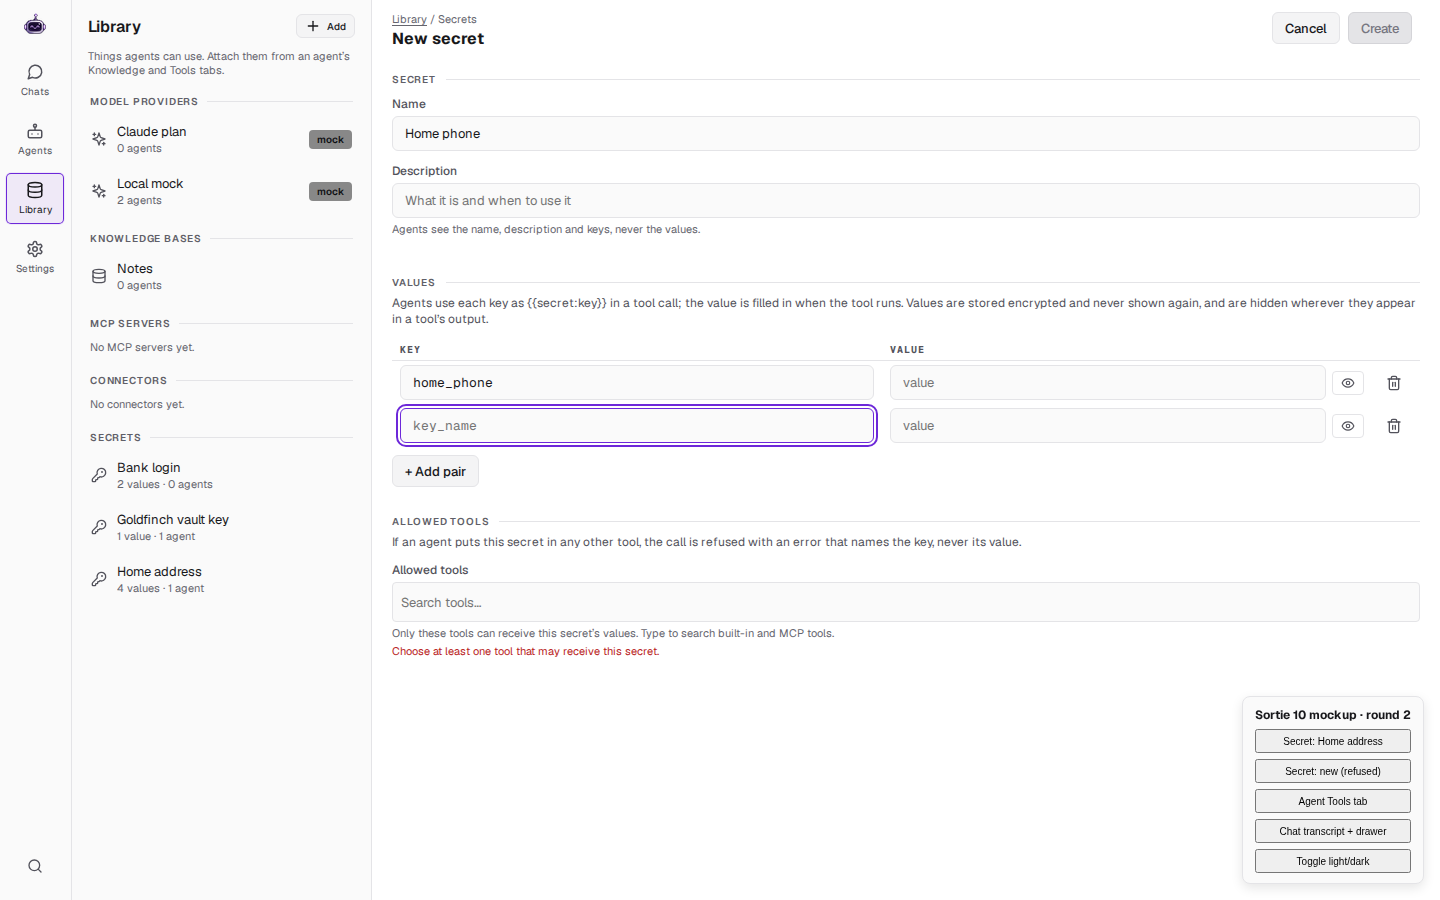 Chats
Agents
Library
Settings
Library
Add
Things agents can use. Attach them from an agent's
Knowledge and Tools tabs.
MODEL PROVIDERS
Claude plan
0 agents
mock
Local mock
2 agents
mock
KNOWLEDGE BASES
Notes
0 agents
MCP SERVERS
No MCP servers yet.
CONNECTORS
No connectors yet.
SECRETS
Bank login
2 values · 0 agents
Goldfinch vault key
1 value · 1 agent
Home address
4 values · 1 agent
Library / Secrets
New secret
Cancel
Create
SECRET
Name
Home phone
Description
What it is and when to use it
Agents see the name, description and keys, never the values.
VALUES
Agents use each key as {{secret:key}} in a tool call; the value is filled in when the tool runs. Values are stored encrypted and never shown again, and are hidden wherever they appear
in a tool's output.
KEY VALUE
home_phone value
key_name value
+ Add pair
ALLOWED TOOLS
If an agent puts this secret in any other tool, the call is refused with an error that names the key, never its value.
Allowed tools
Search tools…
Only these tools can receive this secret's values. Type to search built-in and MCP tools.
Choose at least one tool that may receive this secret.
Sortie 10 mockup · round 2
Secret: Home address
Secret: new (refused)
Agent Tools tab
Chat transcript + drawer
Toggle light/dark